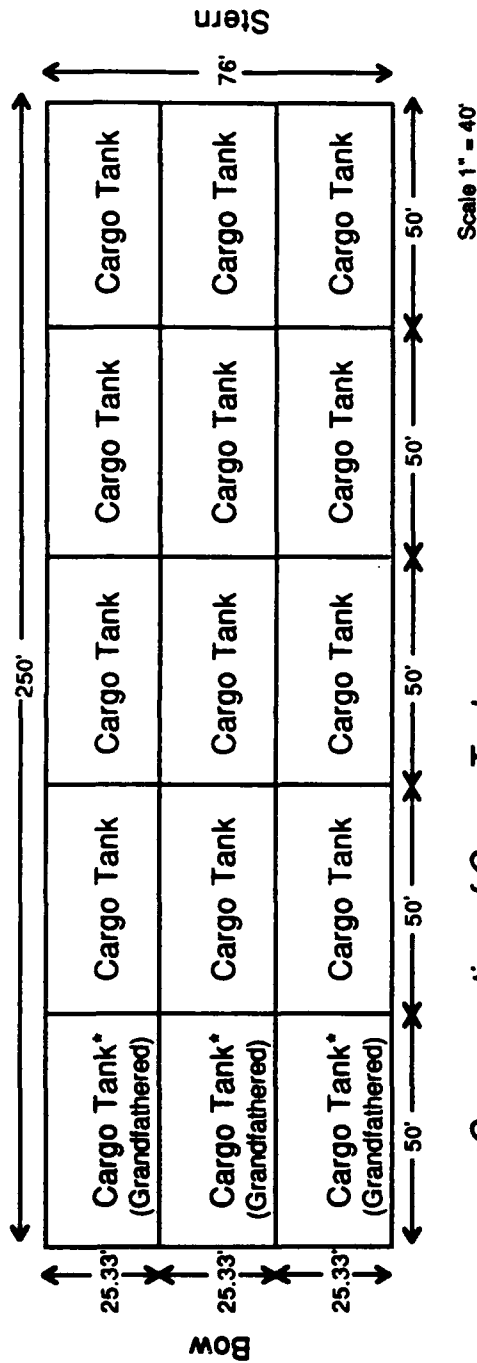 250'
Cargo Tank*
(Grandfathered)
Cargo Tank
Cargo Tank
Cargo Tank
Cargo Tank
Cargo Tank*
(Grandfathered)
Cargo Tank
Cargo Tank
Cargo Tank
Cargo Tank
Cargo Tank*
(Grandfathered)
Cargo Tank
Cargo Tank
Cargo Tank
Cargo Tank
Bow
25.33'
25.33'
25.33'
76'
Stern
50'
50'
50'
50'
50'
Scale 1" = 40'